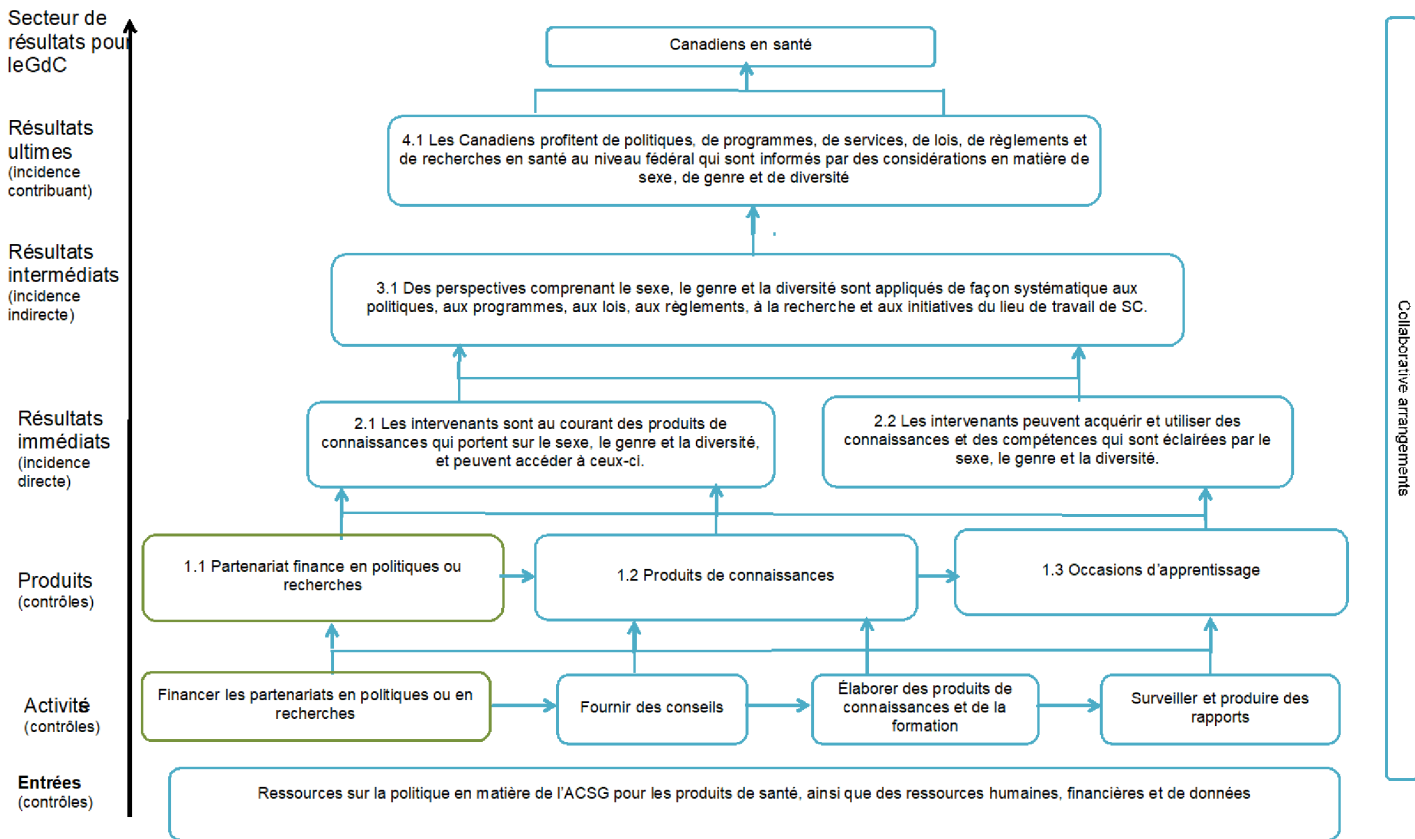 Secteur de
résultats pour
leGdC
Canadiens en santé
Résultats
ultimes
(incidence
contribuant)
4.1 Les Canadiens profitent de politiques, de programmes, de services, de lois, de règlements et
de recherches en santé au niveau fédéral qui sont informés par des considérations en matière de
sexe, de genre et de diversité
Résultats
intermédiats
(incidence
indirecte)
3.1 Des perspectives comprenant le sexe, le genre et la diversité sont appliqués de façon systématique aux
politiques, aux programmes, aux lois, aux règlements, à la recherche et aux initiatives du lieu de travail de SC.
Résultats
immédiats
(incidence
directe)
2.1 Les intervenants sont au courant des produits de
connaissances qui portent sur le sexe, le genre et la diversité,
et peuvent accéder à ceux-ci.
2.2 Les intervenants peuvent acquérir et utiliser des
connaissances et des compétences qui sont éclairées par le
sexe, le genre et la diversité.
Produits
(contrôles)
1.1 Partenariat finance en politiques ou
recherches
1.2 Produits de connaissances
1.3 Occasions d'apprentissage
Activités
(contrôles)
Financer les partenariats en politiques ou en
recherches
Fournir des conseils
Élaborer des produits de
connaissances et de la
formation
Surveiller et produire des
rapports
Entrées
(contrôles)
Ressources sur la politique en matière de l'ACSG pour les produits de santé, ainsi que des ressources humaines, financières et de données
Collaborative arrangements